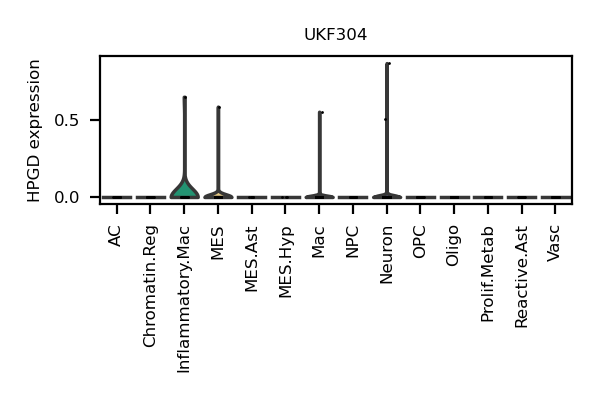 UKF304
HPGD expression
0.5
0.0
AC
Chromatin.Reg
Inflammatory.Mac
MES
MES.Ast
MES.Hyp
Mac
NPC
Neuron
OPC
Oligo
Prolif.Metab
Reactive.Ast
Vasc